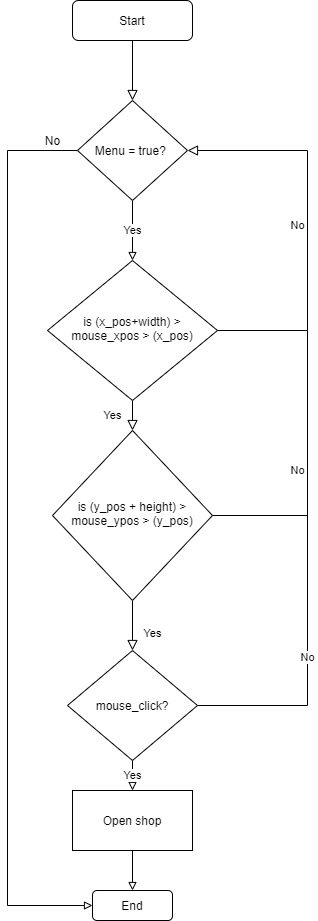 Start
Menu = true?
No
Yes
No
is (x_pos+width) >
mouse_xpos > (x_pos)
Yes
No
is (y_pos + height) >
mouse_ypos > (y_pos)
Yes
No
mouse_click?
Yes
Open shop
End